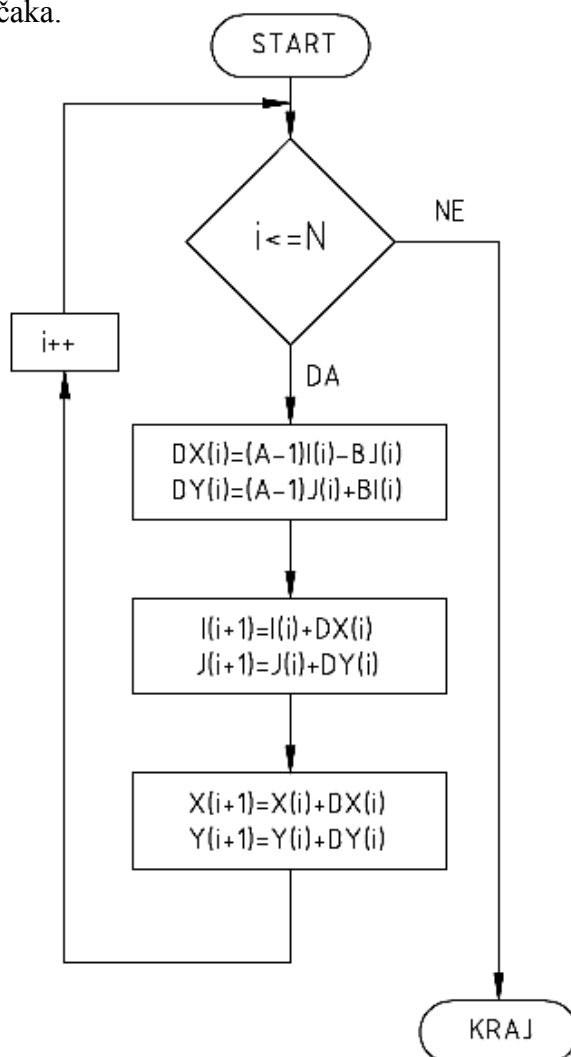 čaka.
START
i<=N
NE
i++
DA
DX(i)=(A-1)I(i)-BJ(i)
DY(i)=(A-1)J(i)+BI(i)
I(i+1)=I(i)+DX(i)
J(i+1)=J(i)+DY(i)
X(i+1)=X(i)+DX(i)
Y(i+1)=Y(i)+DY(i)
KRAJ